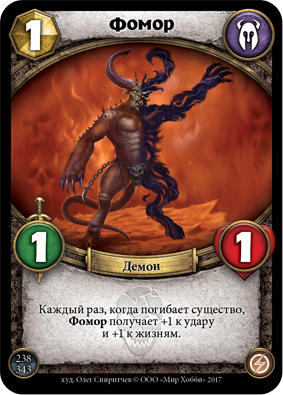 Фомор
1
1
1
Демон
Каждый раз, когда погибает существо,
Фомор получает +1 к удару
и +1 к жизням.
238
343
худ. Олег Спиритчев © ООО «Мир Хобби» 2017